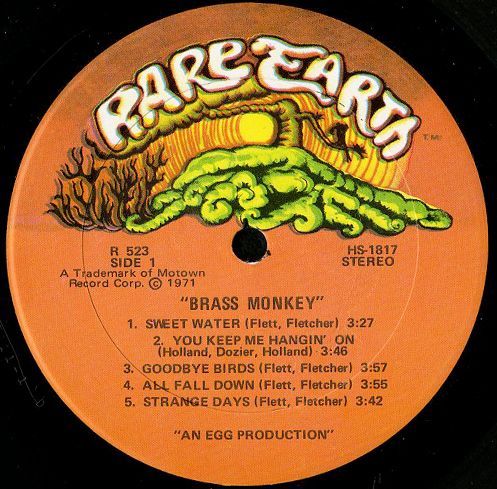 RARE EARTH
TM
R 523
SIDE 1
HS-1817
STEREO
A Trademark of Motown
Record Corp. © 1971
"BRASS MONKEY"
1. SWEET WATER (Flett, Fletcher) 3:27
2. YOU KEEP ME HANGIN' ON
(Holland, Dozier, Holland) 3:46
3. GOODBYE BIRDS (Flett, Fletcher) 3:57
4. ALL FALL DOWN (Flett, Fletcher) 3:55
5. STRANGE DAYS (Flett, Fletcher) 3:42
"AN EGG PRODUCTION"